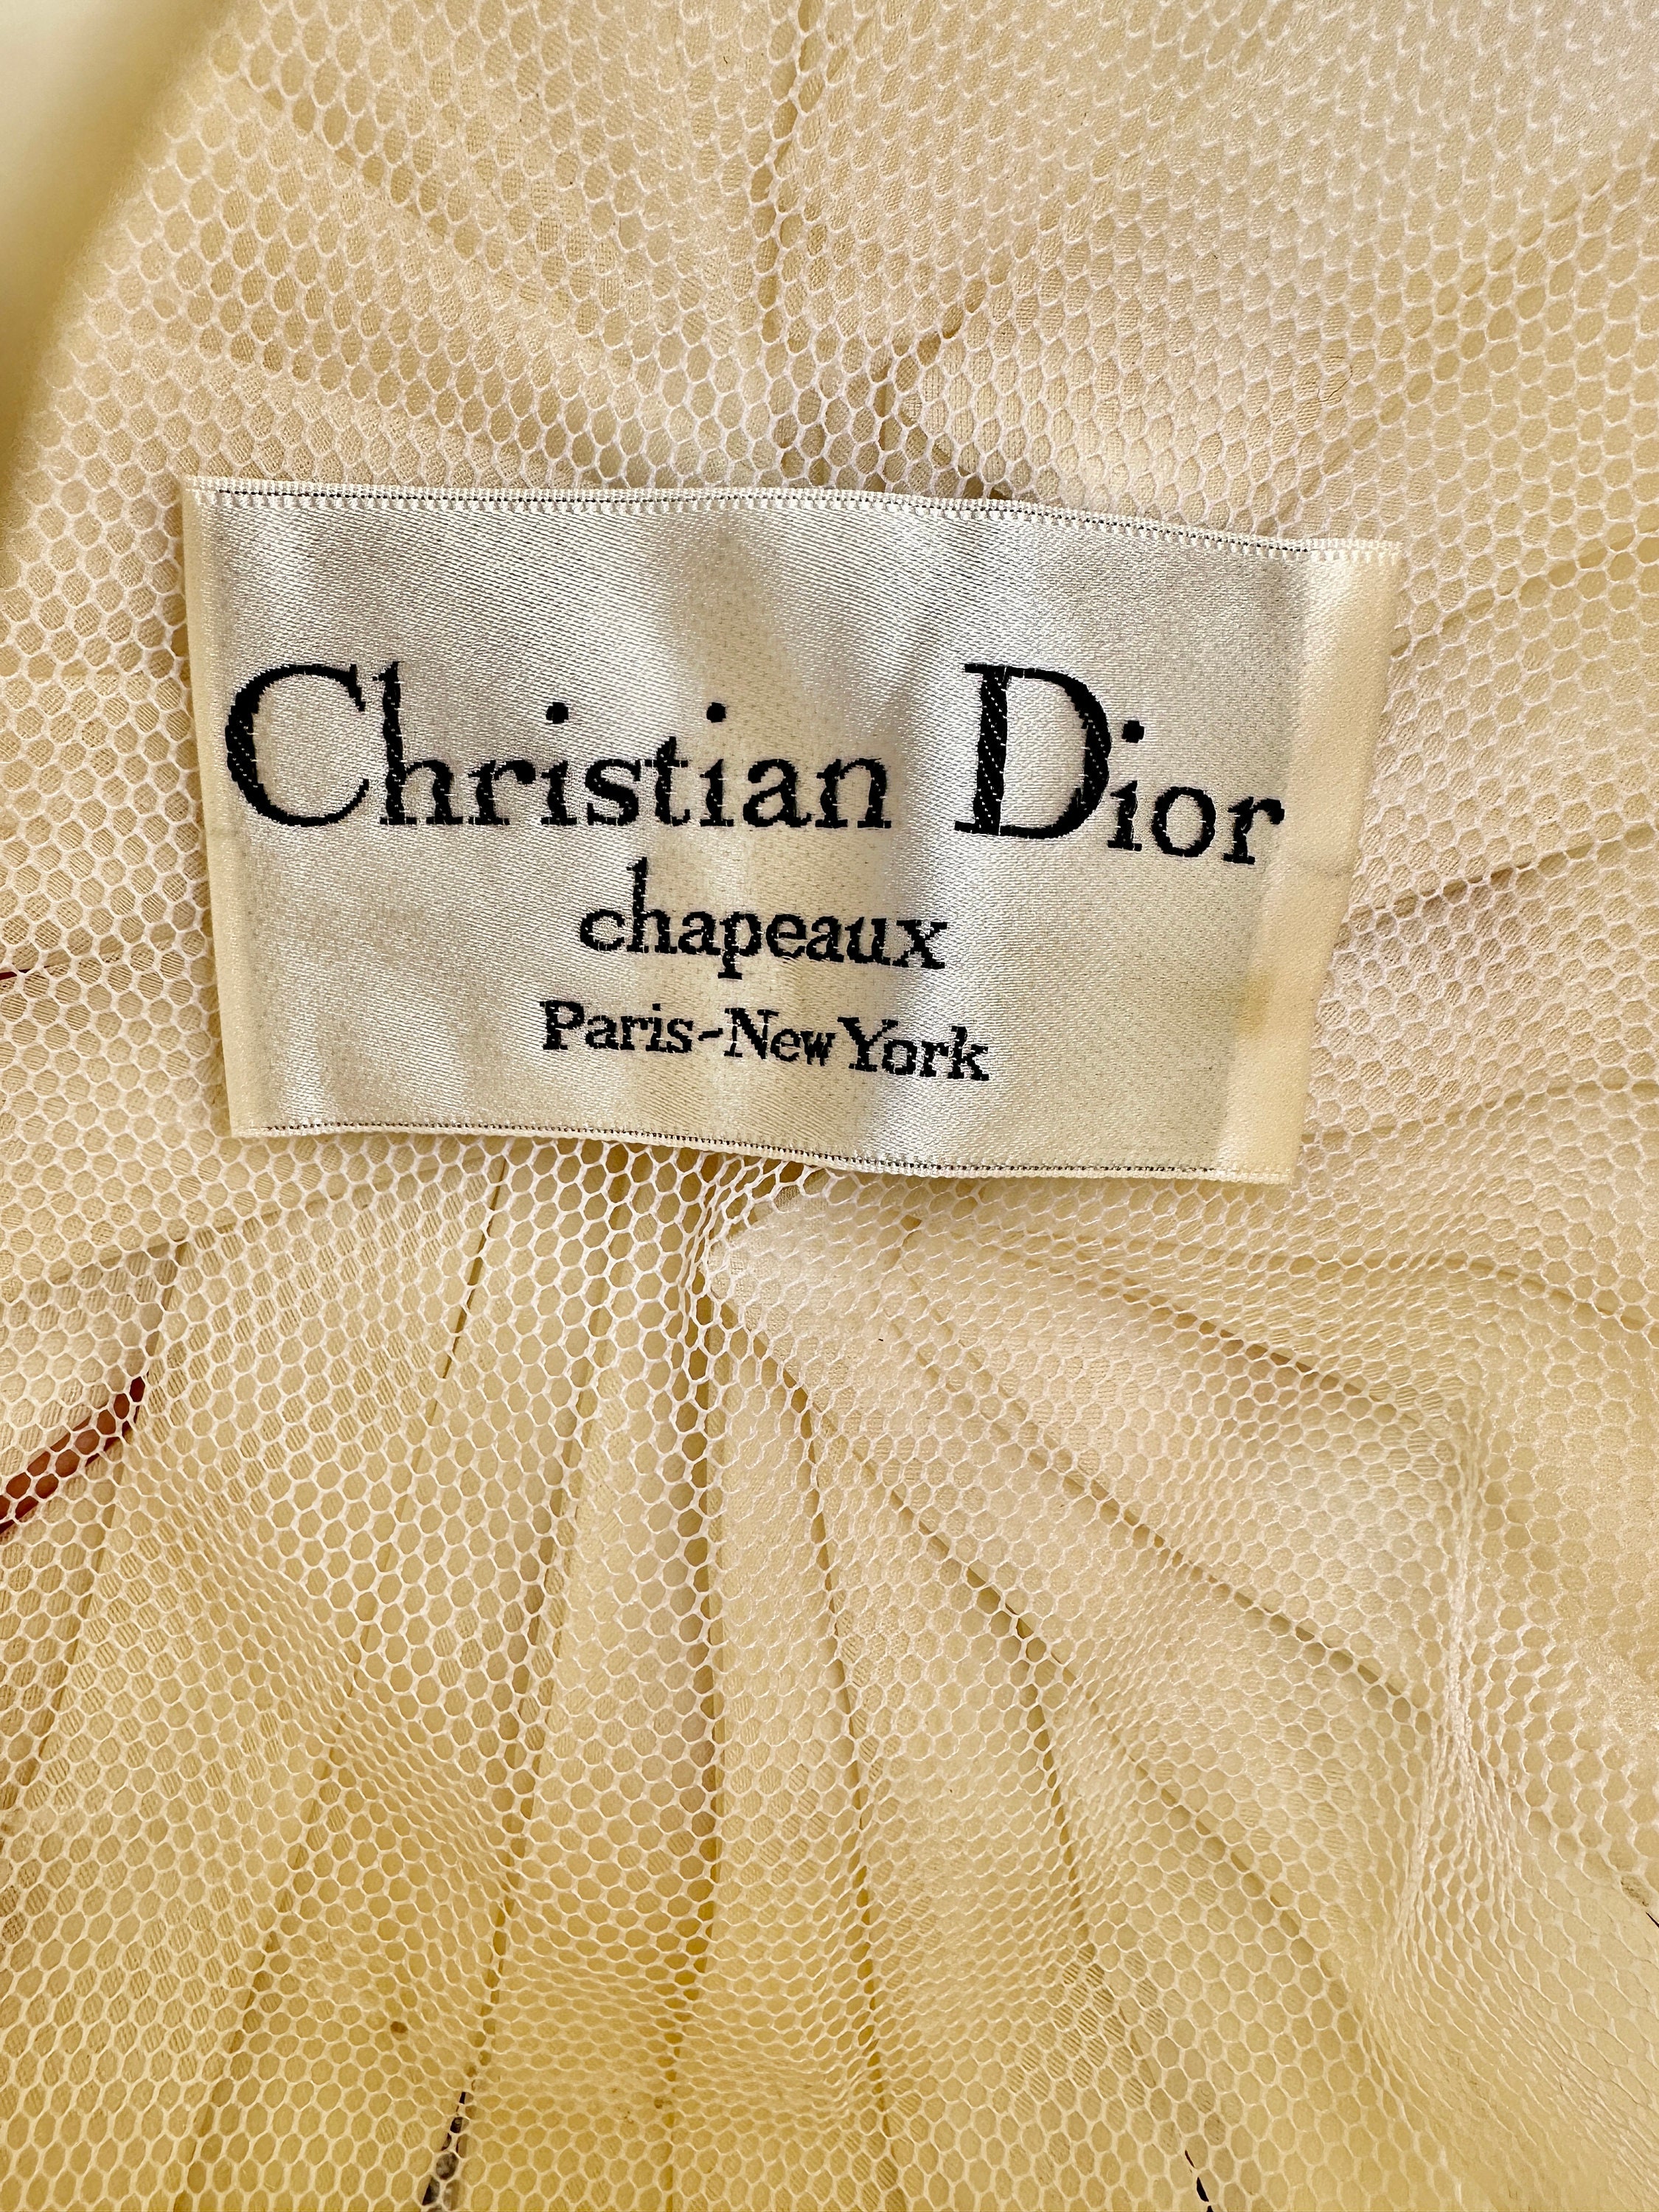 Christian Dior
chapeaux
Paris-New York